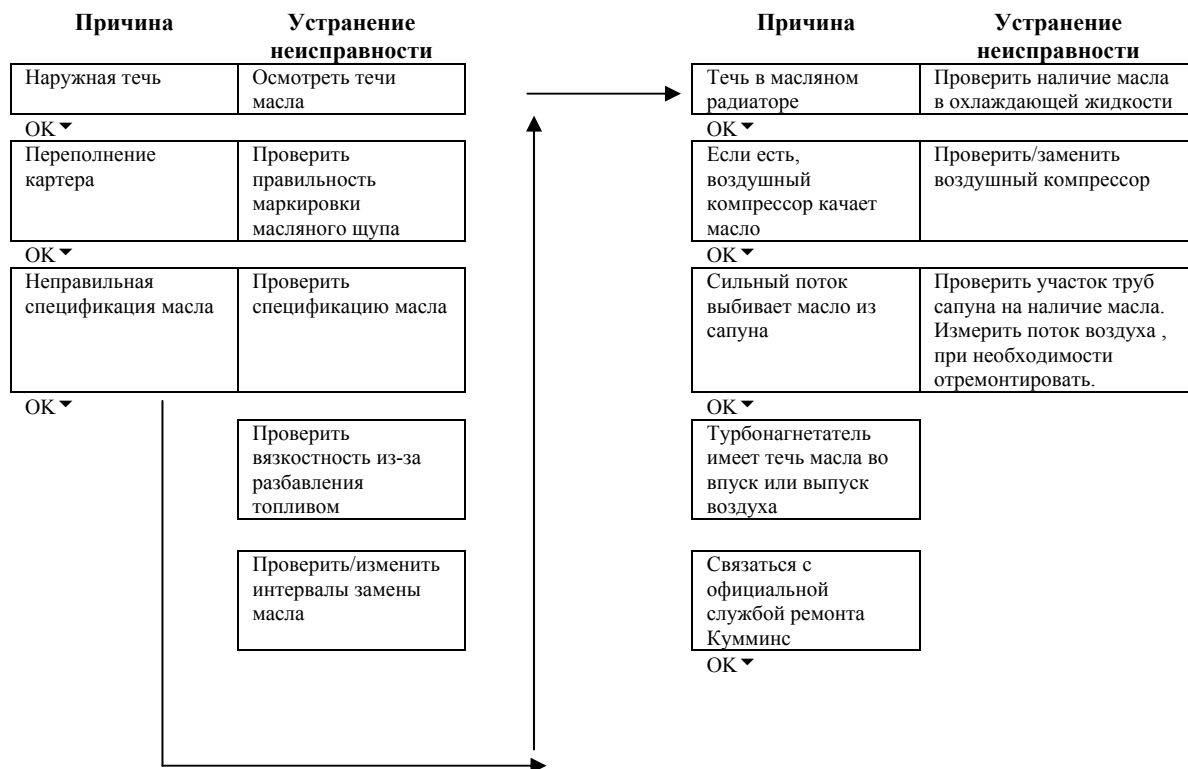 Причина
Устранение
неисправности
Наружная течь
Осмотреть течи
масла
OK
Переполнение
картера
Проверить
правильность
маркировки
масляного щупа
OK
Неправильная
спецификация масла
Проверить
спецификацию масла
OK
Проверить
вязкостность из-за
разбавления
топливом
Проверить/изменить
интервалы замены
масла
Причина
Устранение
неисправности
Течь в масляном
радиаторе
Проверить наличие масла
в охлаждающей жидкости
OK
Если есть,
воздушный
компрессор качает
масло
Проверить/заменить
воздушный компрессор
OK
Сильный поток
выбивает масло из
сапуна
Проверить участок труб
сапуна на наличие масла.
Измерить поток воздуха ,
при необходимости
отремонтировать.
OK
Турбонагнетатель
имеет течь масла во
впуск или выпуск
воздуха
Связаться с
официальной
службой ремонта
Кумминс
OK